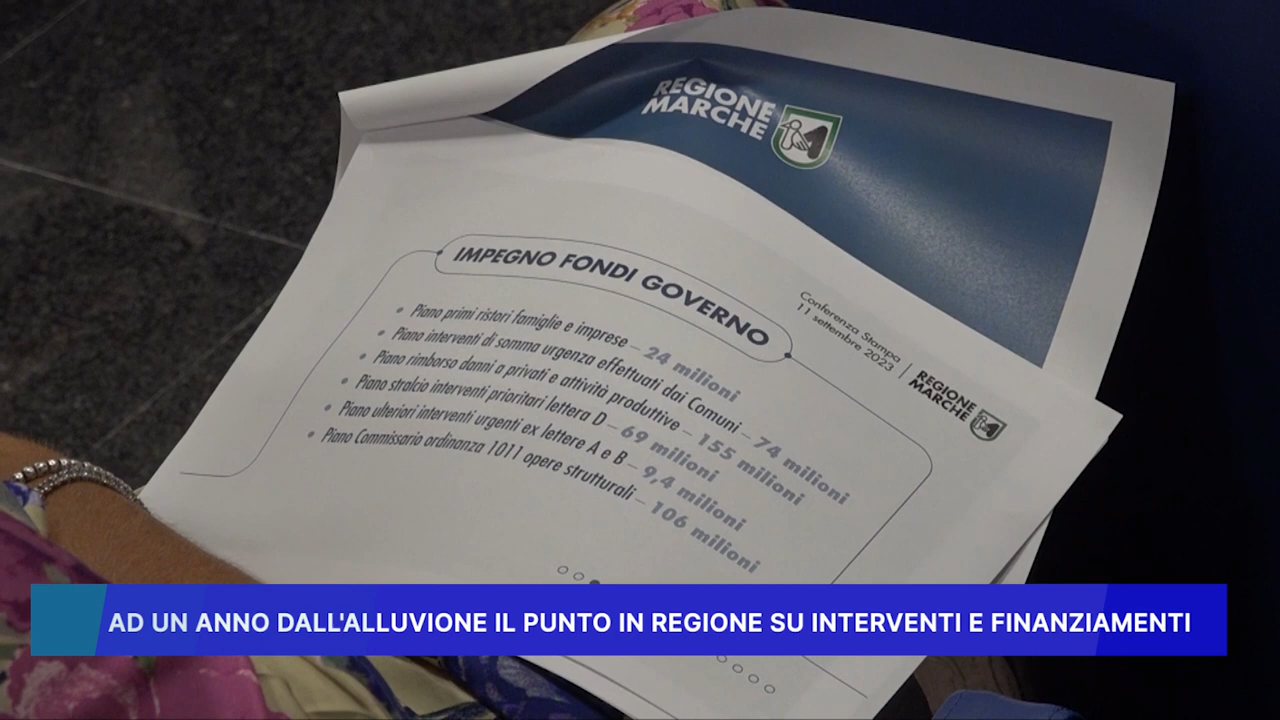 REGIONE
MARCHE
IMPEGNO FONDI GOVERNO
Conferenza Stampa
11 settembre 2023
REGIONE
MARCHE
Piano primi ristori famiglie e imprese – 24 milioni
Piano interventi di somma urgenza effettuati dai Comuni – 74 milioni
Piano rimborso danni a privati e attività produttive – 155 milioni
Piano stralcio interventi prioritari lettera D – 69 milioni
Piano ulteriori interventi urgenti ex lettere A e B – 9,4 milioni
Piano Commissario ordinanza 1011 opere strutturali – 106 milioni
AD UN ANNO DALL'ALLUVIONE IL PUNTO IN REGIONE SU INTERVENTI E FINANZIAMENTI